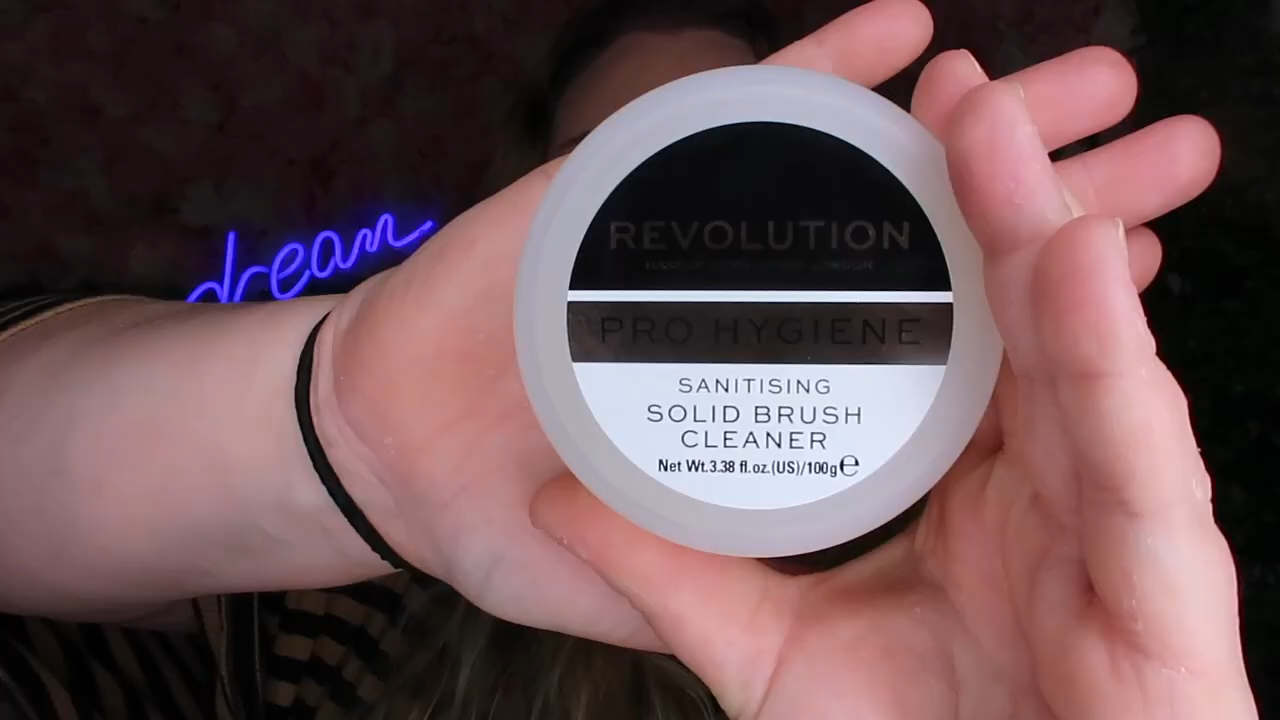 dream
REVOLUTION
PRO HYGIENE
SANITISING
SOLID BRUSH
CLEANER
Net Wt.3.38 fl.oz.(US)/100g℮